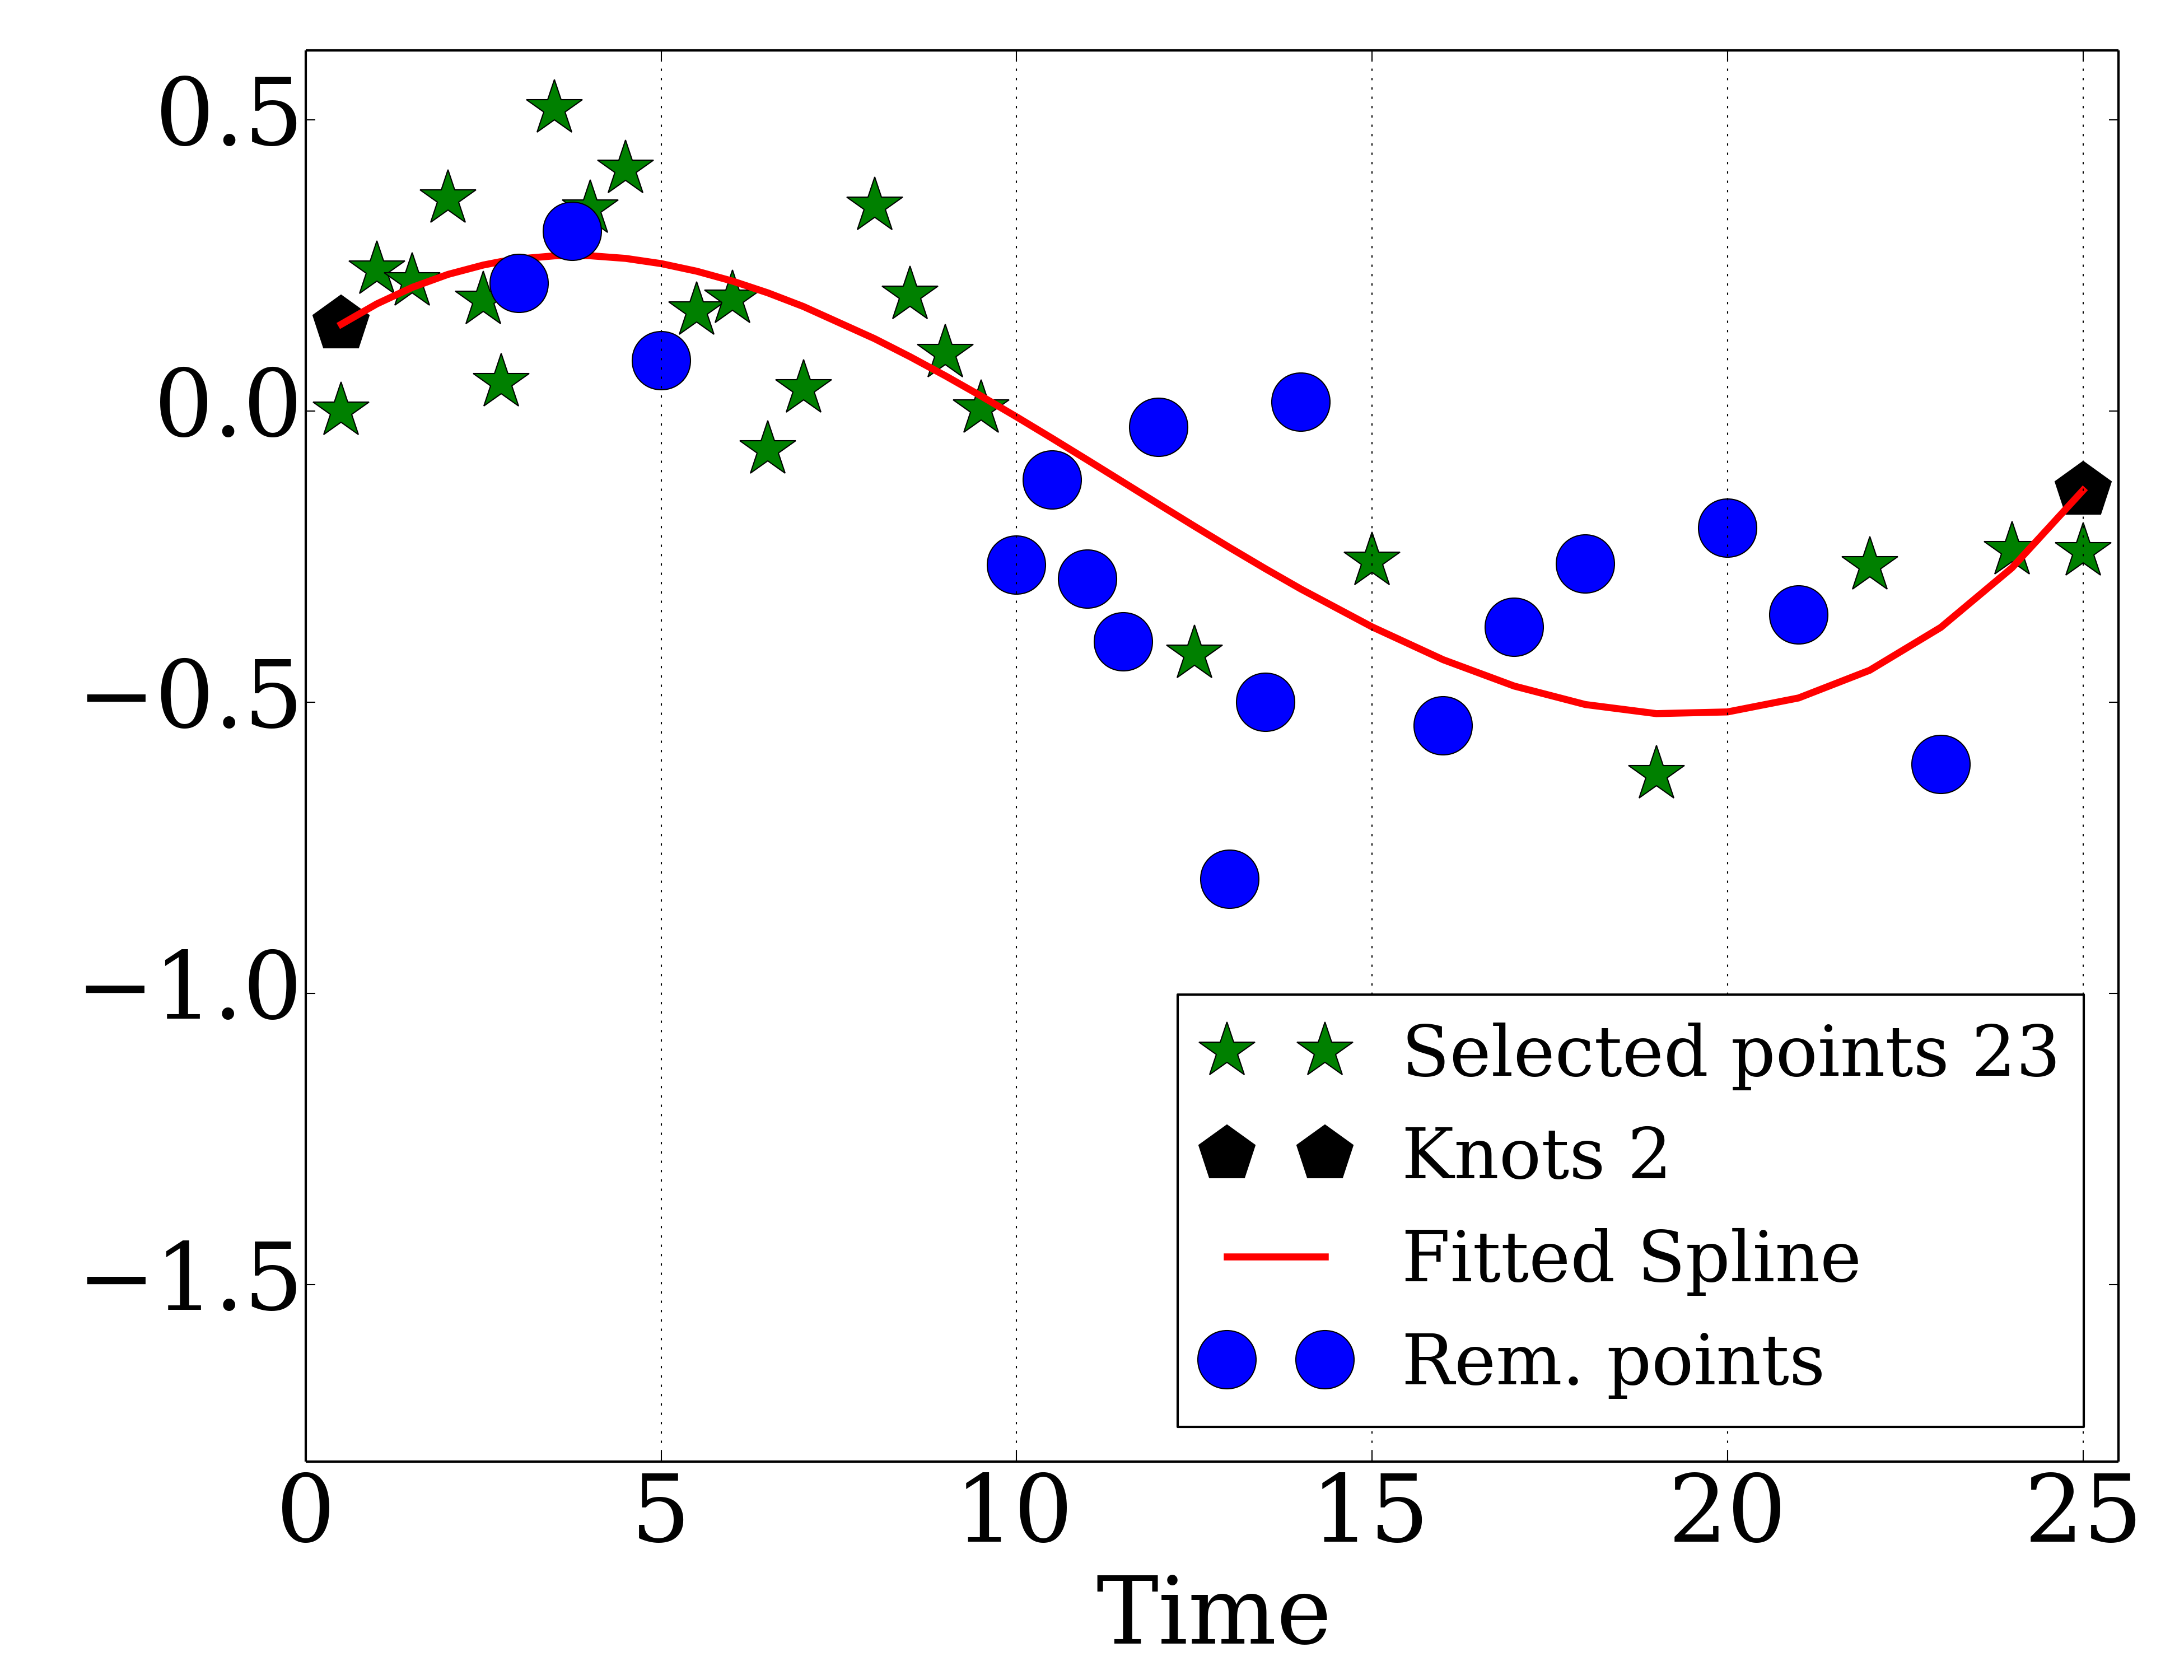 0.5
0.0
−0.5
−1.0
−1.5
Selected points 23
Knots 2
Fitted Spline
Rem. points
0 5 10 15 20 25
Time